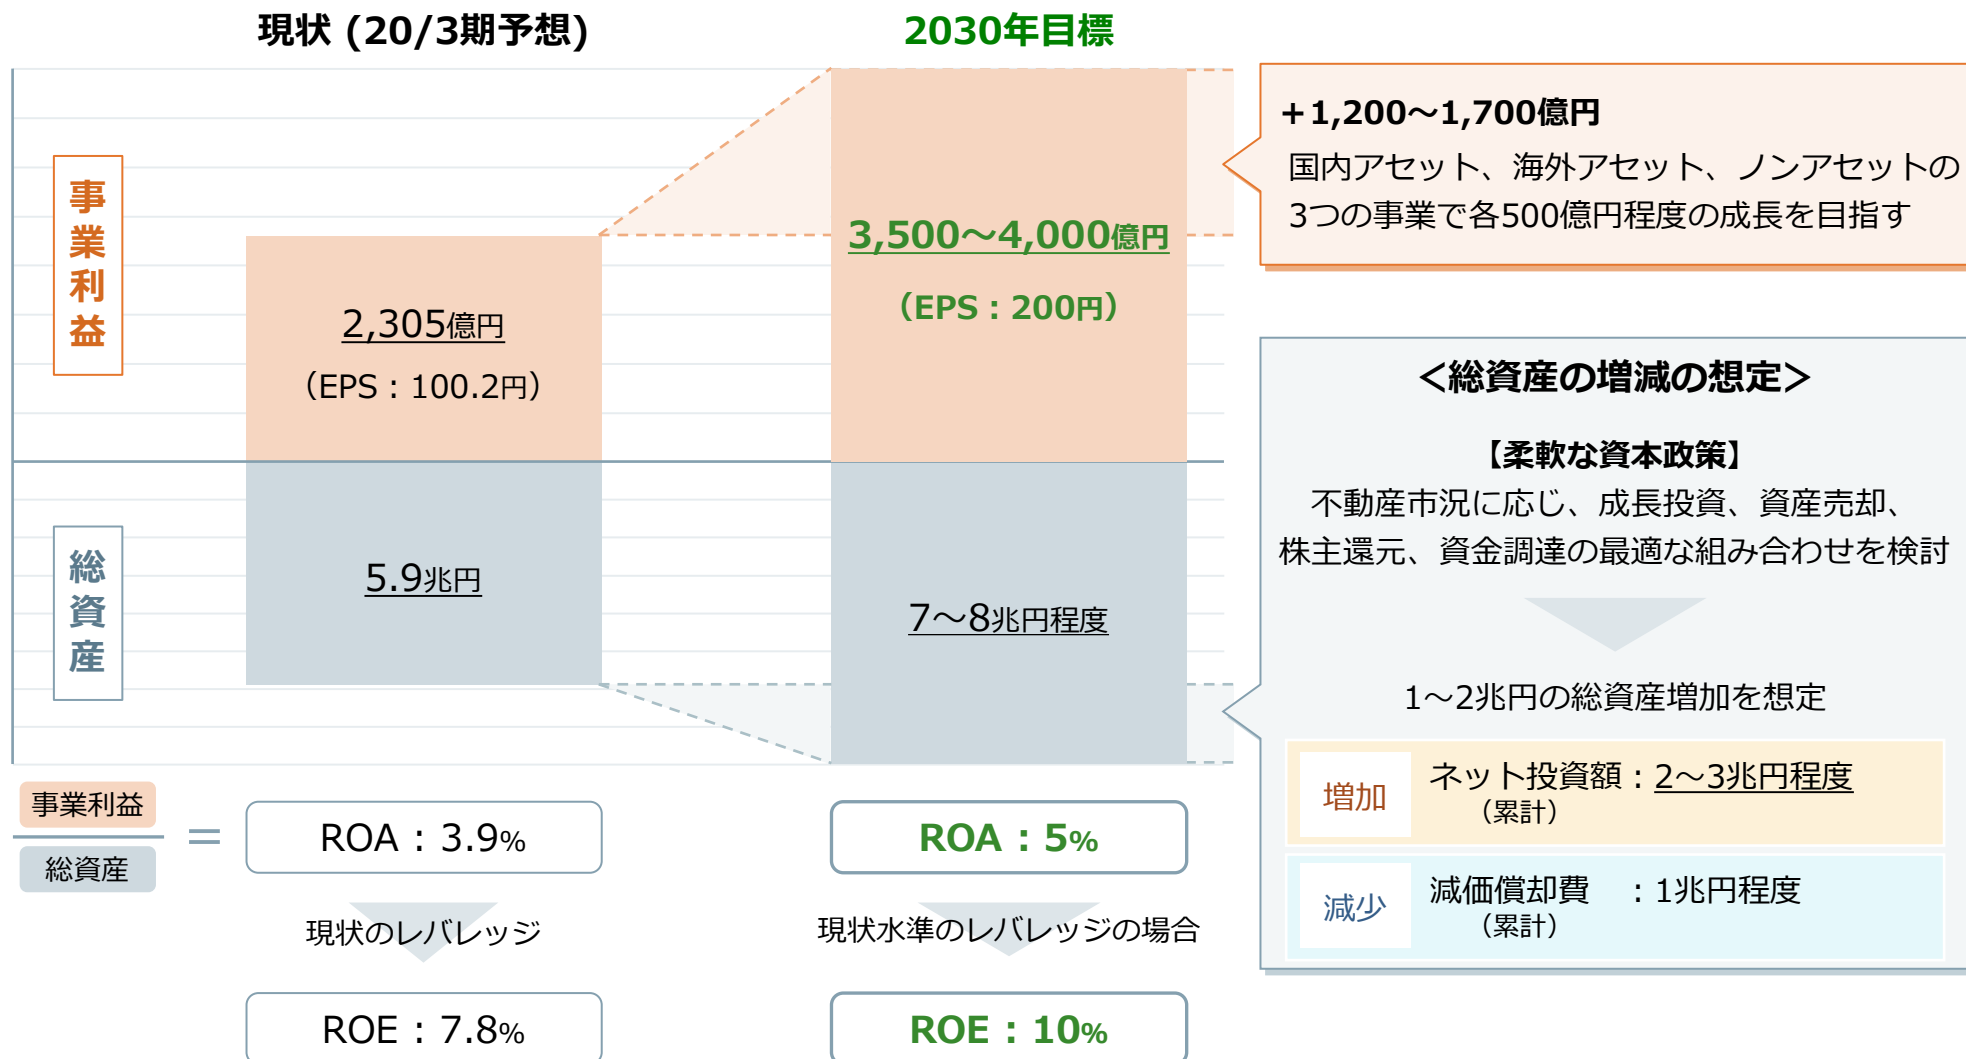 現状 (20/3期予想)
2030年目標
事業利益
2,305億円
（EPS：100.2円）
3,500～4,000億円
（EPS：200円）
＋1,200～1,700億円
国内アセット、海外アセット、ノンアセットの
3つの事業で各500億円程度の成長を目指す
総資産
5.9兆円
7～8兆円程度
＜総資産の増減の想定＞
【柔軟な資本政策】
不動産市況に応じ、成長投資、資産売却、
株主還元、資金調達の最適な組み合わせを検討
1～2兆円の総資産増加を想定
増加
ネット投資額：2～3兆円程度
（累計）
減少
減価償却費　：1兆円程度
（累計）
事業利益
総資産
＝
ROA：3.9%
ROA：5%
現状のレバレッジ
現状水準のレバレッジの場合
ROE：7.8%
ROE：10%